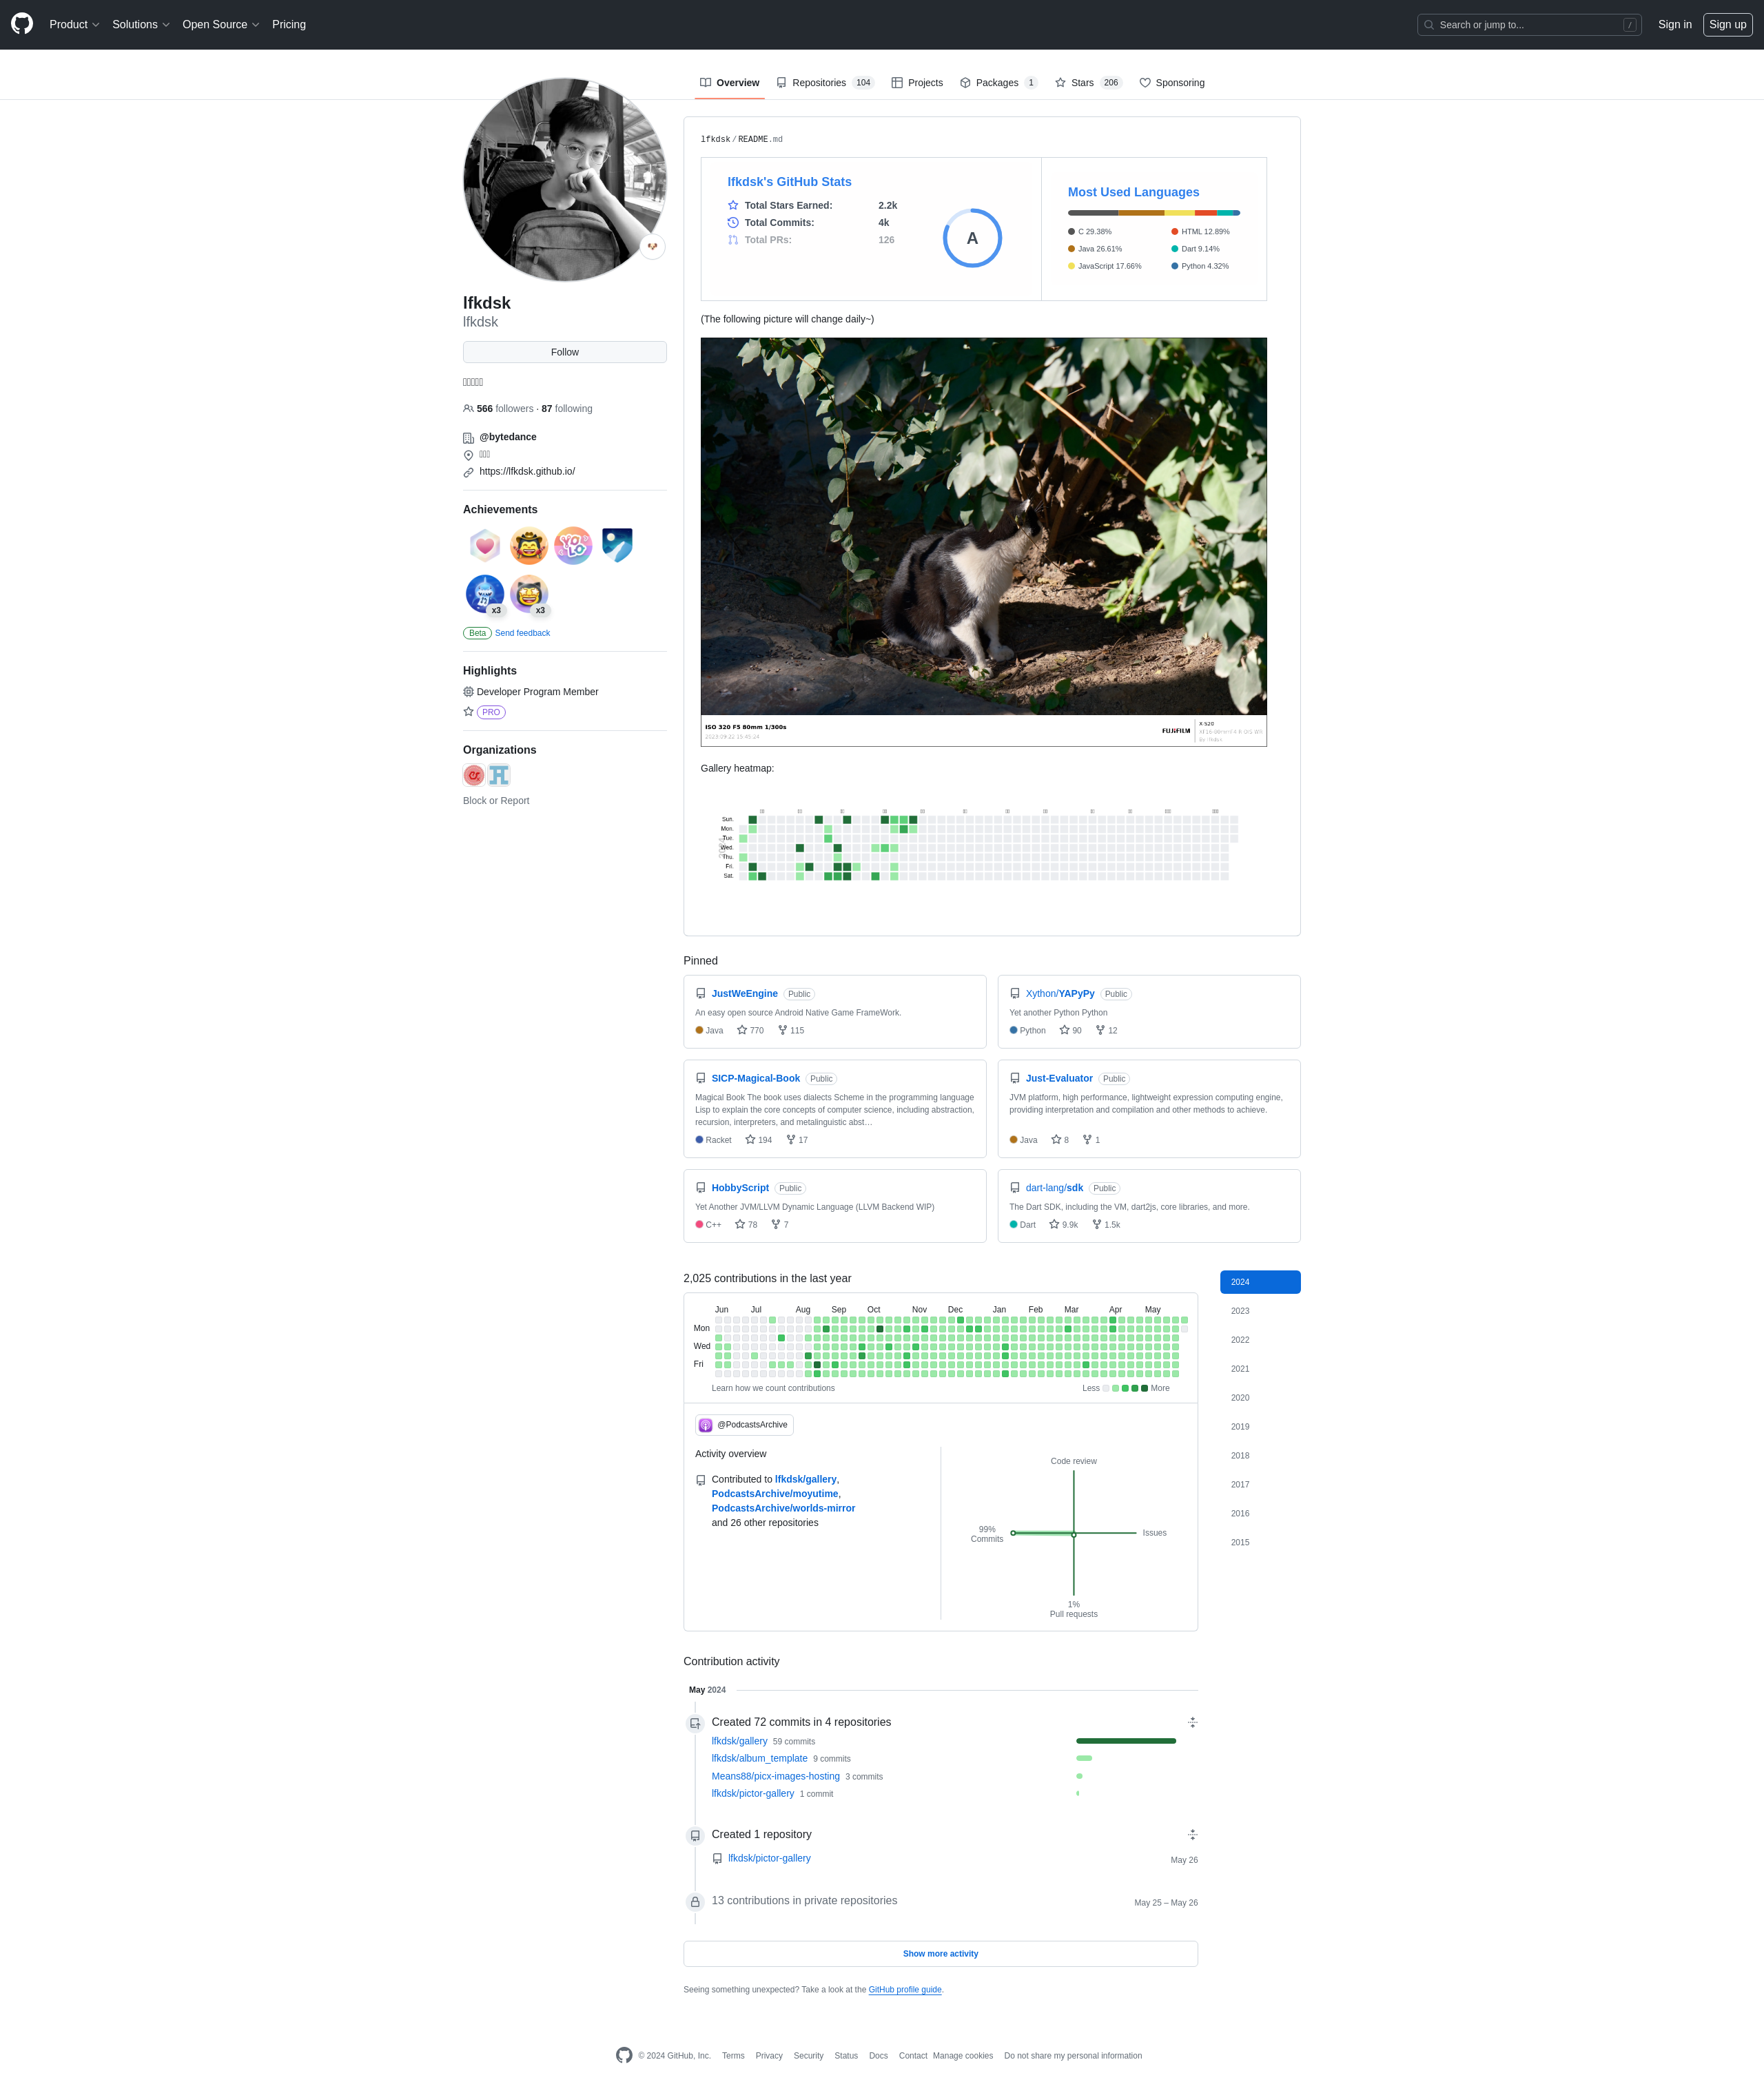 Product
Solutions
Open Source
Pricing
Search or jump to...
/
Sign in
Sign up
Overview
Repositories 104
Projects
Packages 1
Stars 206
Sponsoring
lfkdsk
lfkdsk
Follow
566 followers · 87 following
@bytedance
https://lfkdsk.github.io/
Achievements
YOLO
x3
x3
Beta Send feedback
Highlights
Developer Program Member
PRO
Organizations
Block or Report
lfkdsk / README.md
lfkdsk's GitHub Stats
Total Stars Earned: 2.2k
Total Commits: 4k
Total PRs: 126
A
Most Used Languages
C 29.38%
HTML 12.89%
Java 26.61%
Dart 9.14%
JavaScript 17.66%
Python 4.32%
(The following picture will change daily~)
ISO 320 F5 80mm 1/300s
FUJIFILM
Gallery heatmap:
Sun.
Mon.
Tue.
Wed.
Thu.
Fri.
Sat.
Pinned
JustWeEngine Public
An easy open source Android Native Game FrameWork.
Java 770 115
Xython/YAPyPy Public
Yet another Python Python
Python 90 12
SICP-Magical-Book Public
Magical Book The book uses dialects Scheme in the programming language
Lisp to explain the core concepts of computer science, including abstraction,
recursion, interpreters, and metalinguistic abst…
Racket 194 17
Just-Evaluator Public
JVM platform, high performance, lightweight expression computing engine,
providing interpretation and compilation and other methods to achieve.
Java 8 1
HobbyScript Public
Yet Another JVM/LLVM Dynamic Language (LLVM Backend WIP)
C++ 78 7
dart-lang/sdk Public
The Dart SDK, including the VM, dart2js, core libraries, and more.
Dart 9.9k 1.5k
2,025 contributions in the last year
Jun Jul Aug Sep Oct Nov Dec Jan Feb Mar Apr May
Mon
Wed
Fri
Learn how we count contributions
Less More
2024
2023
2022
2021
2020
2019
2018
2017
2016
2015
@PodcastsArchive
Activity overview
Contributed to lfkdsk/gallery,
PodcastsArchive/moyutime,
PodcastsArchive/worlds-mirror
and 26 other repositories
Code review
99%
Commits
Issues
1%
Pull requests
Contribution activity
May 2024
Created 72 commits in 4 repositories
lfkdsk/gallery 59 commits
lfkdsk/album_template 9 commits
Means88/picx-images-hosting 3 commits
lfkdsk/pictor-gallery 1 commit
Created 1 repository
lfkdsk/pictor-gallery May 26
13 contributions in private repositories May 25 – May 26
Show more activity
Seeing something unexpected? Take a look at the GitHub profile guide.
© 2024 GitHub, Inc. Terms Privacy Security Status Docs Contact Manage cookies Do not share my personal information